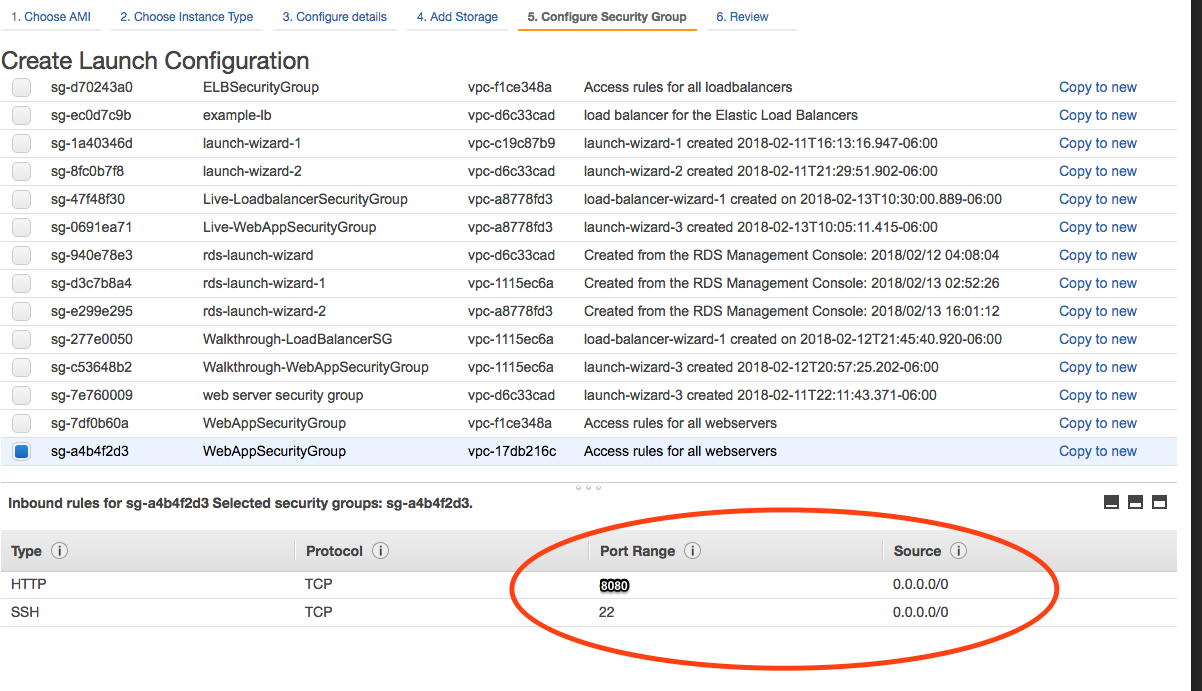 1. Choose AMI 2. Choose Instance Type 3. Configure details 4. Add Storage 5. Configure Security Group 6. Review
Create Launch Configuration
sg-d70243a0 ELBSecurityGroup vpc-f1ce348a Access rules for all loadbalancers Copy to new
sg-ec0d7c9b example-lb vpc-d6c33cad load balancer for the Elastic Load Balancers Copy to new
sg-1a40346d launch-wizard-1 vpc-c19c87b9 launch-wizard-1 created 2018-02-11T16:13:16.947-06:00 Copy to new
sg-8fc0b7f8 launch-wizard-2 vpc-d6c33cad launch-wizard-2 created 2018-02-11T21:29:51.902-06:00 Copy to new
sg-47f48f30 Live-LoadbalancerSecurityGroup vpc-a8778fd3 load-balancer-wizard-1 created on 2018-02-13T10:30:00.889-06:00 Copy to new
sg-0691ea71 Live-WebAppSecurityGroup vpc-a8778fd3 launch-wizard-3 created 2018-02-13T10:05:11.415-06:00 Copy to new
sg-940e78e3 rds-launch-wizard vpc-d6c33cad Created from the RDS Management Console: 2018/02/12 04:08:04 Copy to new
sg-d3c7b8a4 rds-launch-wizard-1 vpc-1115ec6a Created from the RDS Management Console: 2018/02/13 02:52:26 Copy to new
sg-e299e295 rds-launch-wizard-2 vpc-a8778fd3 Created from the RDS Management Console: 2018/02/13 16:01:12 Copy to new
sg-277e0050 Walkthrough-LoadBalancerSG vpc-1115ec6a load-balancer-wizard-1 created on 2018-02-12T21:45:40.920-06:00 Copy to new
sg-c53648b2 Walkthrough-WebAppSecurityGroup vpc-1115ec6a launch-wizard-3 created 2018-02-12T20:57:25.202-06:00 Copy to new
sg-7e760009 web server security group vpc-d6c33cad launch-wizard-3 created 2018-02-11T22:11:43.371-06:00 Copy to new
sg-7df0b60a WebAppSecurityGroup vpc-f1ce348a Access rules for all webservers Copy to new
sg-a4b4f2d3 WebAppSecurityGroup vpc-17db216c Access rules for all webservers Copy to new
Inbound rules for sg-a4b4f2d3 Selected security groups: sg-a4b4f2d3.
Type Protocol Port Range Source
HTTP TCP 8080 0.0.0.0/0
SSH TCP 22 0.0.0.0/0